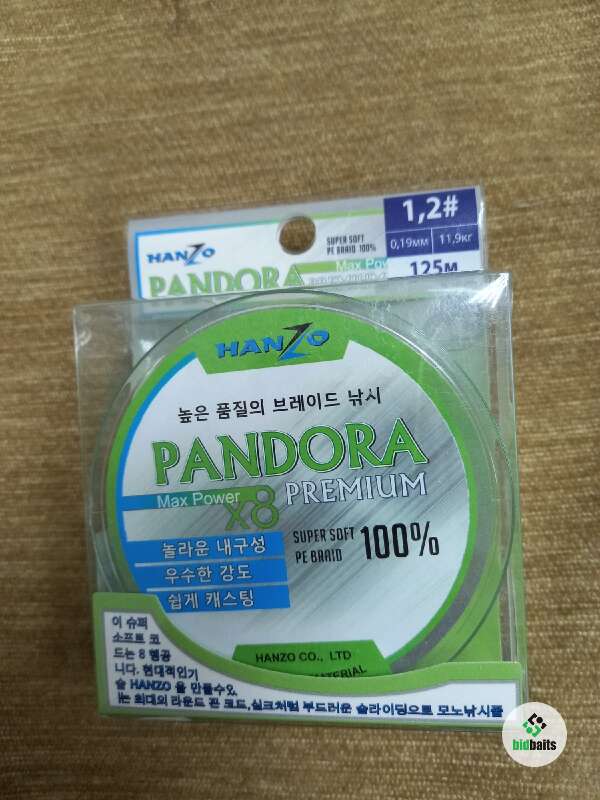 1,2#
0,19мм 11,9кг
125м
HANZO
SUPER SOFT
PE BRAID 100%
PANDORA
Max Pow
HANZO
높은 품질의 브레이드 낚시
PANDORA
Max Power
x8 PREMIUM
놀라운 내구성
우수한 강도
쉽게 캐스팅
SUPER SOFT
PE BRAID 100%
HANZO CO., LTD
MATERIAL
이 슈퍼
소프트 코
드는 8 헴공
니다. 현대적인기
술 HANZO 을 만들수있,
는 최대의 라운드 끈 코드,실크처럼 부드러운 슬라이딩으로 모노낚시줄
bidbaits